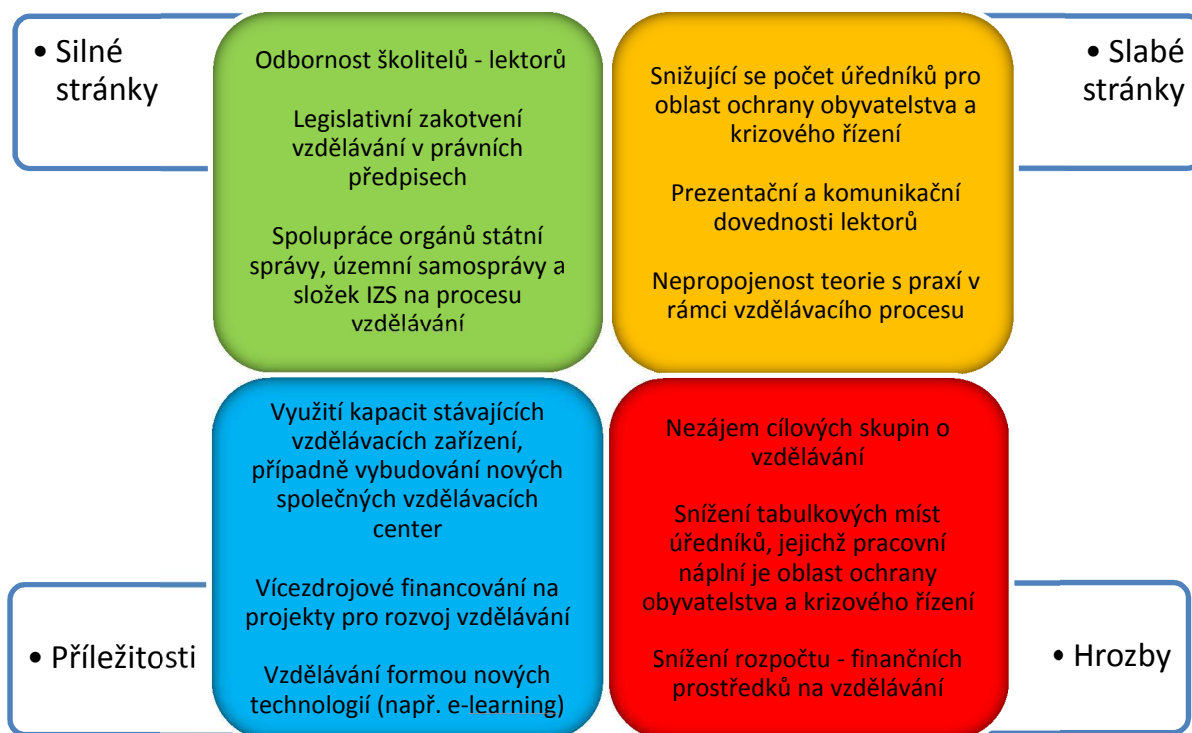 • Silné
stránky
Odbornost školitelů - lektorů
Legislativní zakotvení
vzdělávání v právních
předpisech
Spolupráce orgánů státní
správy, územní samosprávy a
složek IZS na procesu
vzdělávání
Snižující se počet úředníků pro
oblast ochrany obyvatelstva a
krizového řízení
Prezentační a komunikační
dovednosti lektorů
Nepropojenost teorie s praxí v
rámci vzdělávacího procesu
• Slabé
stránky
• Příležitosti
Využití kapacit stávajících
vzdělávacích zařízení,
případně vybudování nových
společných vzdělávacích
center
Vícezdrojové financování na
projekty pro rozvoj vzdělávání
Vzdělávání formou nových
technologií (např. e-learning)
Nezájem cílových skupin o
vzdělávání
Snížení tabulkových míst
úředníků, jejichž pracovní
náplní je oblast ochrany
obyvatelstva a krizového řízení
Snížení rozpočtu - finančních
prostředků na vzdělávání
• Hrozby